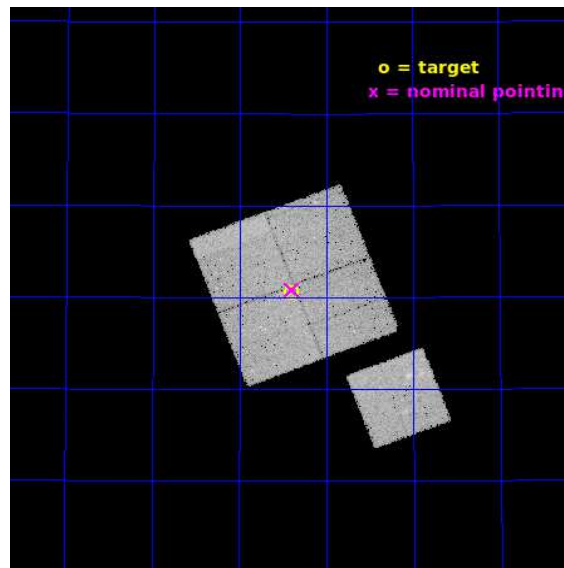 o = target
x = nominal pointin